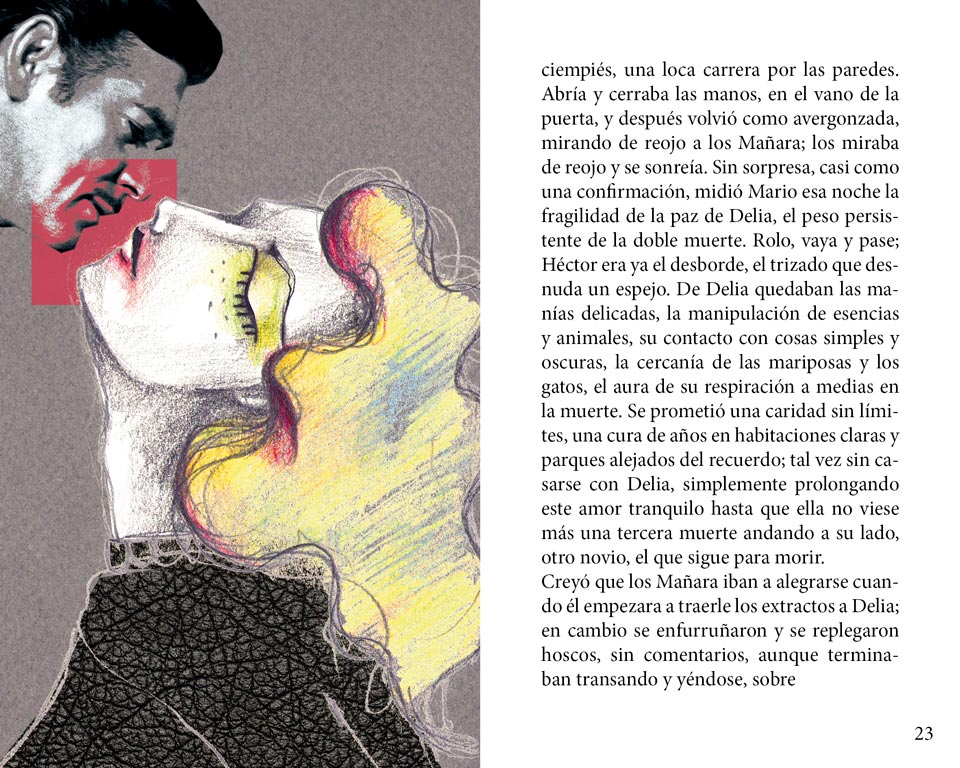 ciempiés, una loca carrera por las paredes.
Abría y cerraba las manos, en el vano de la
puerta, y después volvió como avergonzada,
mirando de reojo a los Mañara; los miraba
de reojo y se sonreía. Sin sorpresa, casi como
una confirmación, midió Mario esa noche la
fragilidad de la paz de Delia, el peso persis-
tente de la doble muerte. Rolo, vaya y pase;
Héctor era ya el desborde, el trizado que des-
nuda un espejo. De Delia quedaban las ma-
nías delicadas, la manipulación de esencias
y animales, su contacto con cosas simples y
oscuras, la cercanía de las mariposas y los
gatos, el aura de su respiración a medias en
la muerte. Se prometió una caridad sin lími-
tes, una cura de años en habitaciones claras y
parques alejados del recuerdo; tal vez sin ca-
sarse con Delia, simplemente prolongando
este amor tranquilo hasta que ella no viese
más una tercera muerte andando a su lado,
otro novio, el que sigue para morir.
Creyó que los Mañara iban a alegrarse cuan-
do él empezara a traerle los extractos a Delia;
en cambio se enfurruñaron y se replegaron
hoscos, sin comentarios, aunque termina-
ban transando y yéndose, sobre
23